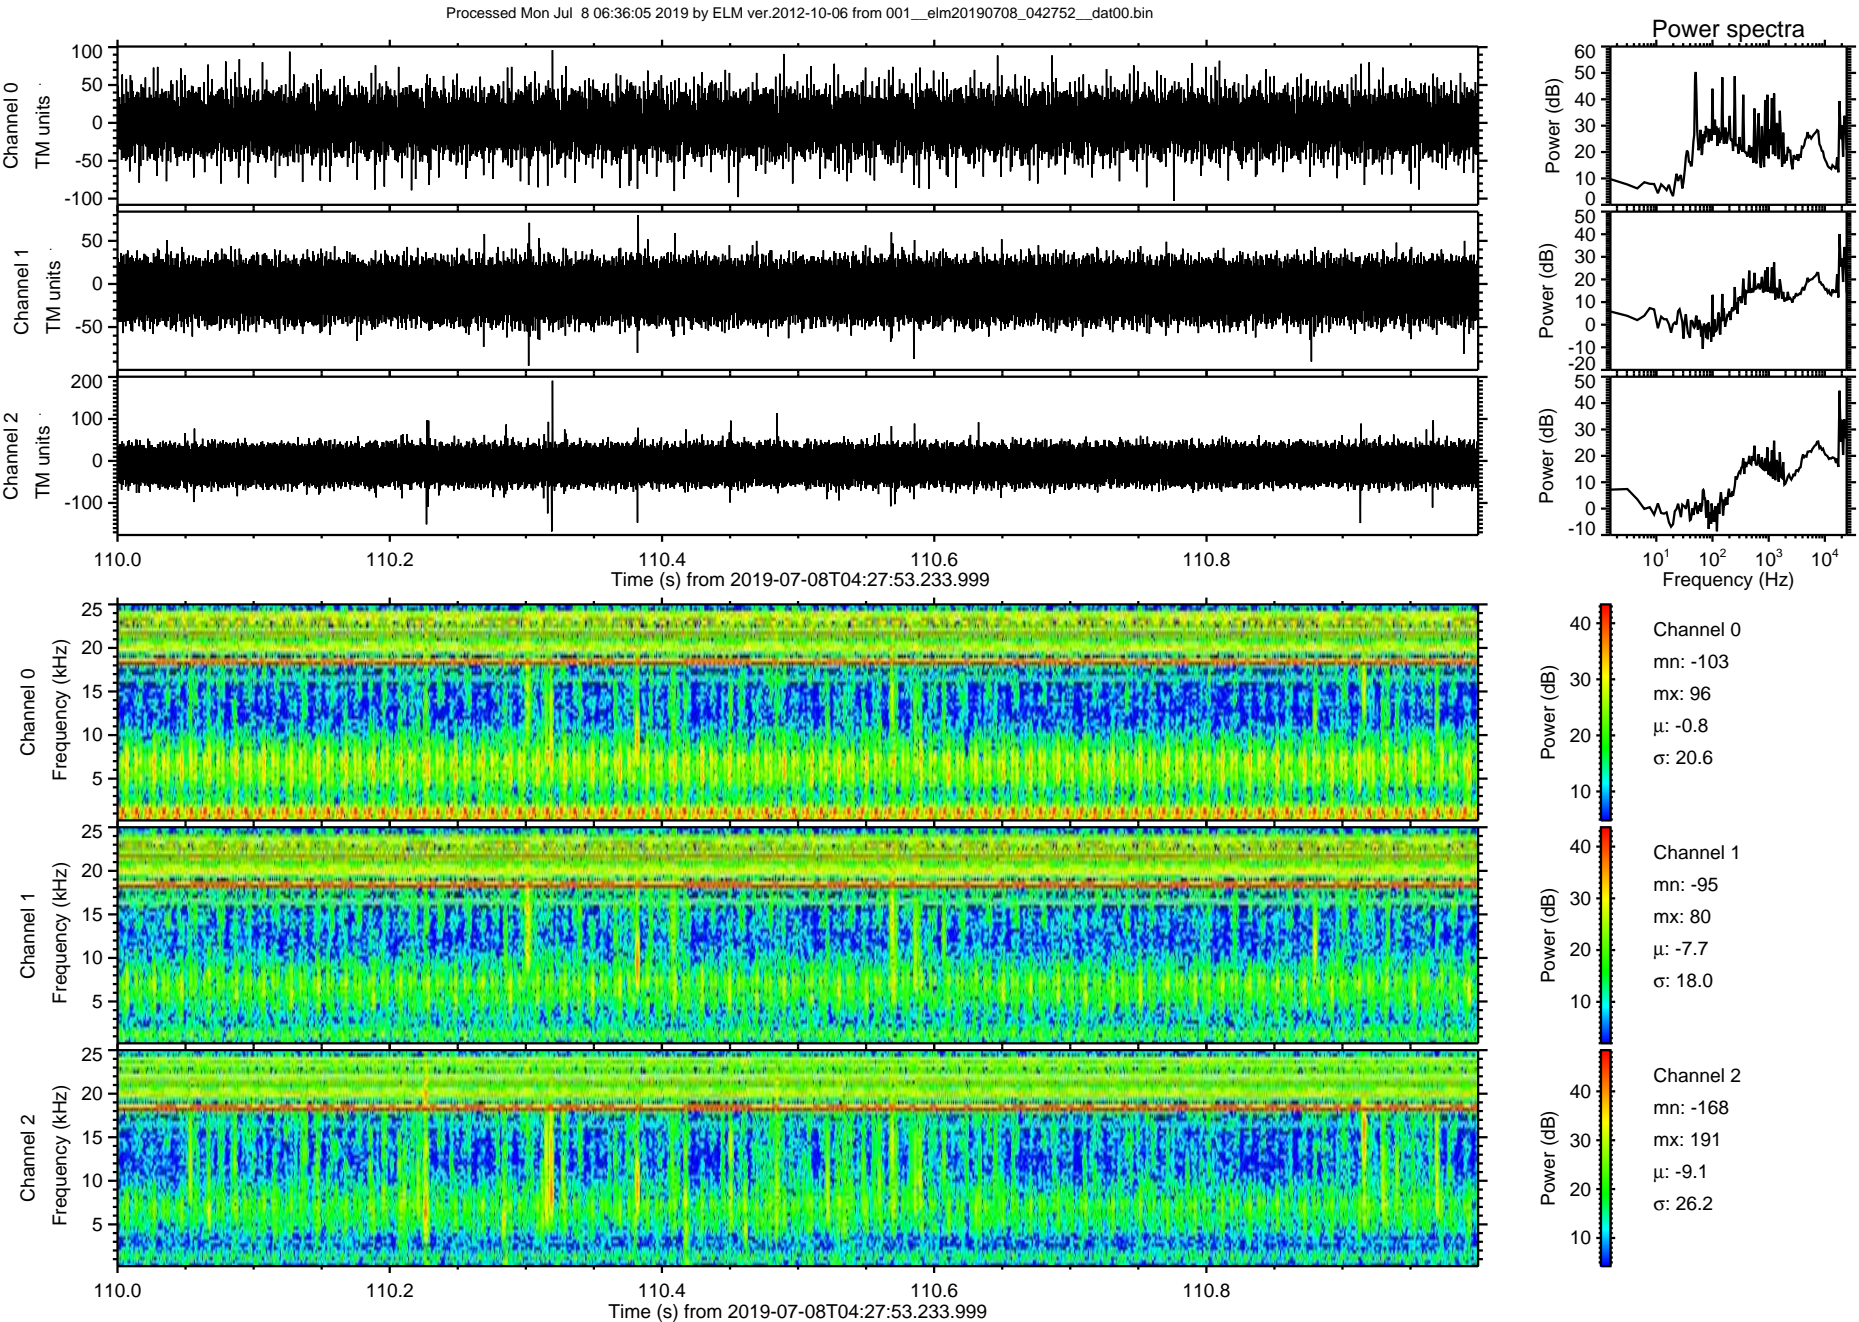 Processed Mon Jul  8 06:36:05 2019 by ELM ver.2012-10-06 from 001__elm20190708_042752__dat00.bin
Power spectra
Channel 0
TM units
100
50
0
-50
-100
Power (dB)
60
50
40
30
20
10
0
Channel 1
TM units
50
0
-50
Power (dB)
50
40
30
20
10
0
-10
-20
Channel 2
TM units
200
100
0
-100
Power (dB)
50
40
30
20
10
0
-10
110.0 110.2 110.4 110.6 110.8
Time (s) from 2019-07-08T04:27:53.233.999
10¹ 10² 10³ 10⁴
Frequency (Hz)
Channel 0
Frequency (kHz)
25
20
15
10
5
Power (dB)
40
30
20
10
Channel 0
mn: -103
mx: 96
μ: -0.8
σ: 20.6
Channel 1
Frequency (kHz)
25
20
15
10
5
Power (dB)
40
30
20
10
Channel 1
mn: -95
mx: 80
μ: -7.7
σ: 18.0
Channel 2
Frequency (kHz)
25
20
15
10
5
Power (dB)
40
30
20
10
Channel 2
mn: -168
mx: 191
μ: -9.1
σ: 26.2
110.0 110.2 110.4 110.6 110.8
Time (s) from 2019-07-08T04:27:53.233.999